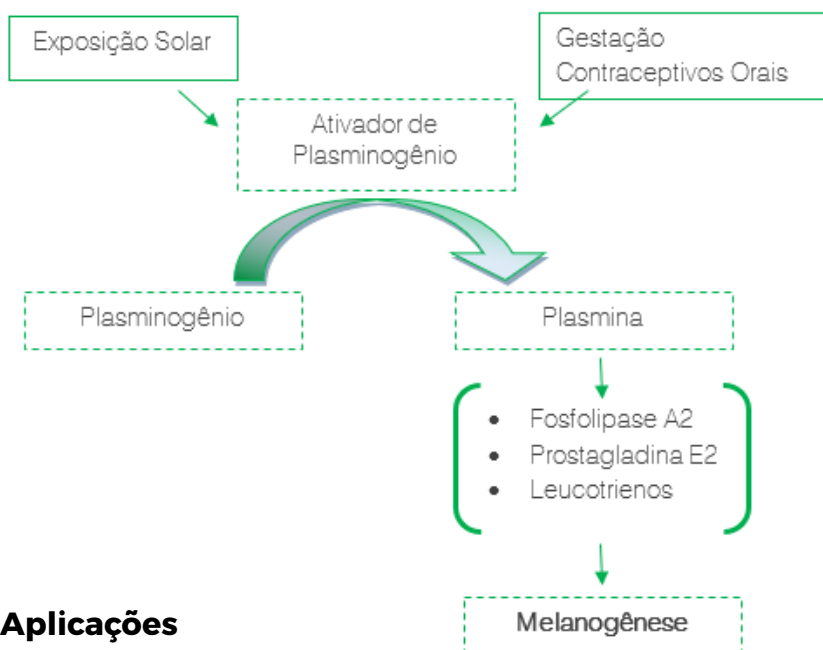 Exposição Solar
Gestação
Contraceptivos Orais
Ativador de
Plasminogênio
Plasminogênio
Plasmina
• Fosfolipase A2
• Prostagladina E2
• Leucotrienos
Aplicações
Melanogênese